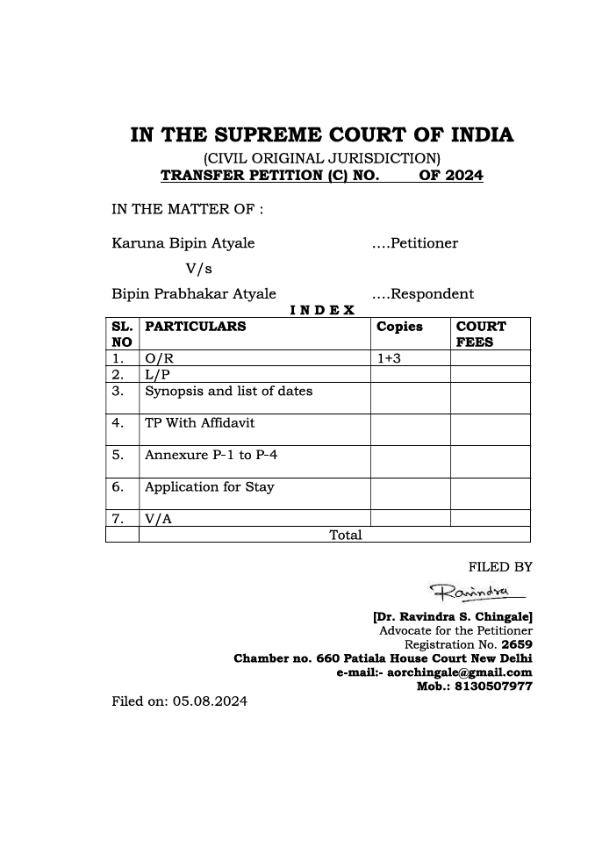 IN THE SUPREME COURT OF INDIA
(CIVIL ORIGINAL JURISDICTION)
TRANSFER PETITION (C) NO. OF 2024
IN THE MATTER OF :
Karuna Bipin Atyale ....Petitioner
V/s
Bipin Prabhakar Atyale ....Respondent
I N D E X
SL. NO PARTICULARS Copies COURT FEES
1. O/R 1+3
2. L/P
3. Synopsis and list of dates
4. TP With Affidavit
5. Annexure P-1 to P-4
6. Application for Stay
7. V/A
Total
FILED BY
Ravindra
[Dr. Ravindra S. Chingale]
Advocate for the Petitioner
Registration No. 2659
Chamber no. 660 Patiala House Court New Delhi
e-mail:- aorchingale@gmail.com
Mob.: 8130507977
Filed on: 05.08.2024